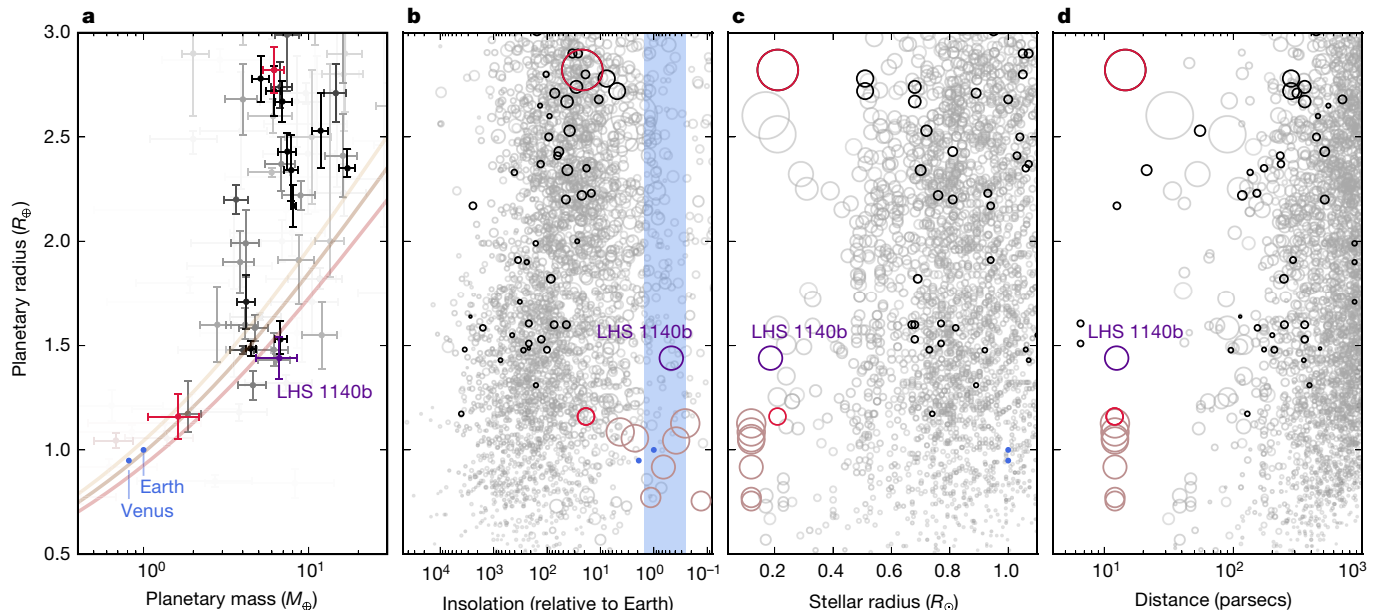 a
b
c
d
Planetary radius (R⊕)
3.0
2.5
2.0
1.5
1.0
0.5
LHS 1140b
LHS 1140b
LHS 1140b
LHS 1140b
Earth
Venus
10⁰ 10¹
10⁴ 10³ 10² 10¹ 10⁰ 10⁻¹
0.2 0.4 0.6 0.8 1.0
10¹ 10² 10³
Planetary mass (M⊕)
Insolation (relative to Earth)
Stellar radius (R⊙)
Distance (parsecs)